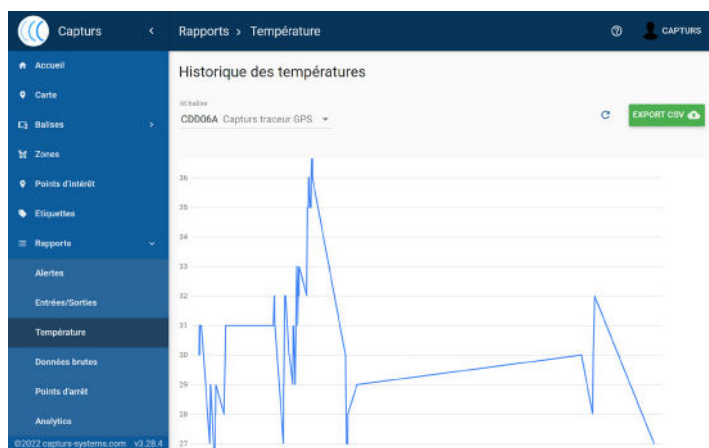 Capturs
Rapports > Température
CAPTURS
Accueil
Carte
Balises
Zones
Points d'intérêt
Etiquettes
Rapports
Alertes
Entrées/Sorties
Température
Données brutes
Points d'arrêt
Analytics
©2022 capturs-systems.com v3.28.4
Historique des températures
Id balise
CD006A Capturs traceur GPS
EXPORT CSV
36
35
34
33
32
31
30
29
28
27